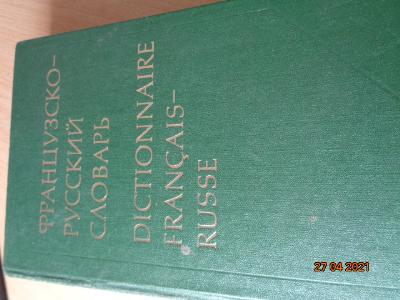 ФРАНЦУЗСКО-
РУССКИЙ
СЛОВАРЬ
DICTIONNAIRE
FRANÇAIS-
RUSSE
27 04 2021